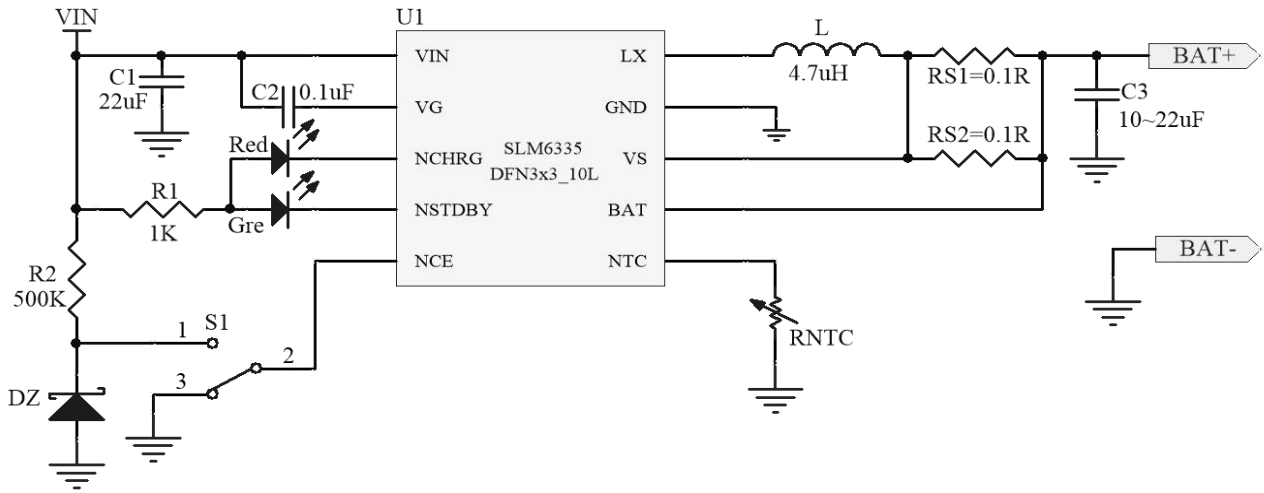 VIN
U1
L
VIN
LX
BAT+
C1
22uF
4.7uH
RS1=0.1R
C2
0.1uF
VG
GND
C3
10~22uF
Red
NCHRG
SLM6335
DFN3x3_10L
VS
RS2=0.1R
R1
1K
Gre
NSTDBY
BAT
BAT-
R2
500K
NCE
NTC
1
S1
RNTC
2
3
DZ